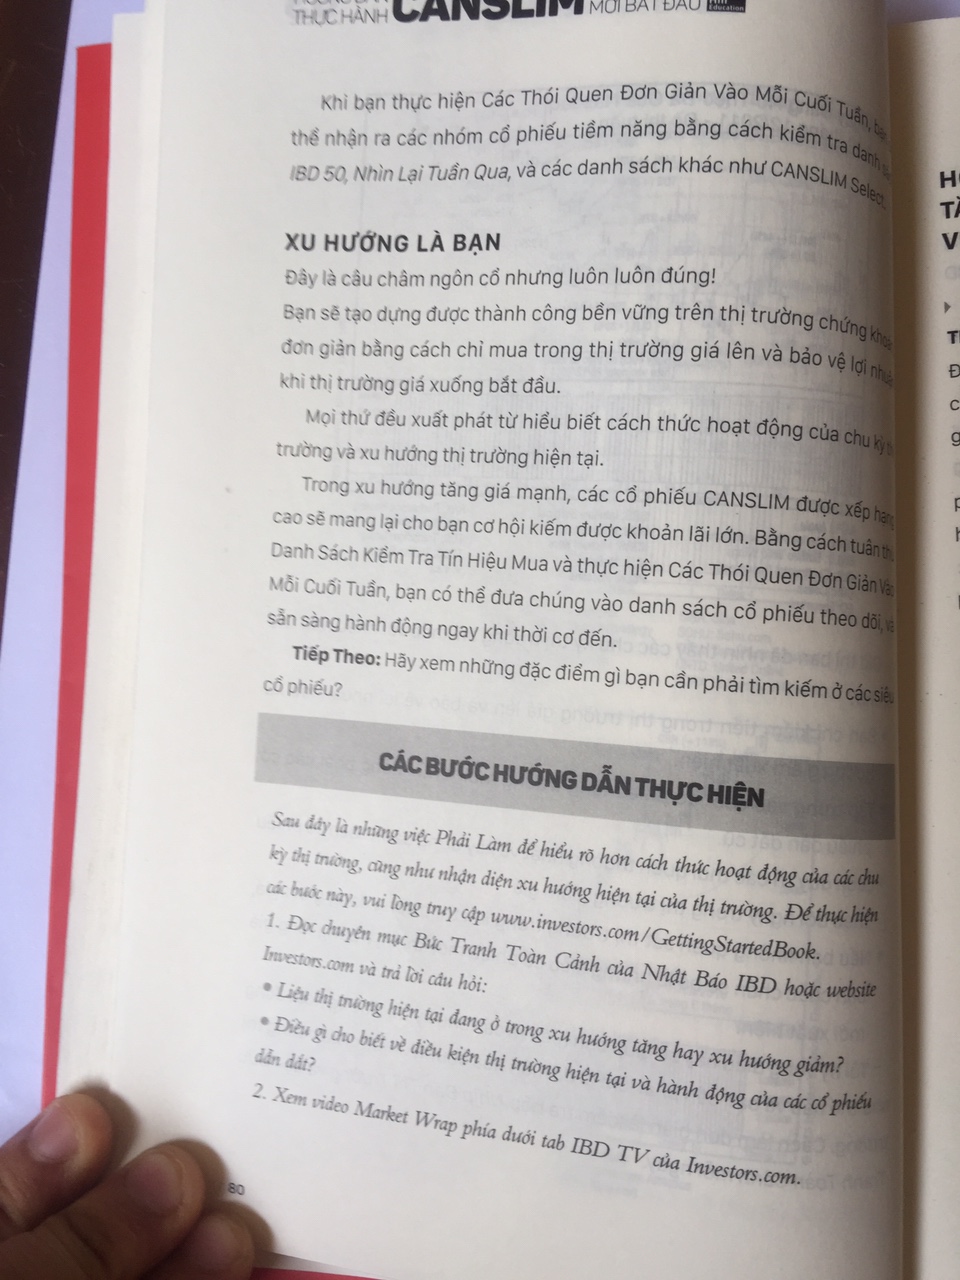 THỰC HÀNH CANSLIM MỚI BẮT ĐẦU
Education
Khi bạn thực hiện Các Thói Quen Đơn Giản Vào Mỗi Cuối Tuần, bạn
thể nhận ra các nhóm cổ phiếu tiềm năng bằng cách kiểm tra danh
IBD 50, Nhìn Lại Tuần Qua, và các danh sách khác như CANSLIM Select.
XU HƯỚNG LÀ BẠN
Đây là câu châm ngôn cổ nhưng luôn luôn đúng!
Bạn sẽ tạo dựng được thành công bền vững trên thị trường chứng khoán
đơn giản bằng cách chỉ mua trong thị trường giá lên và bảo vệ lợi nhuận
khi thị trường giá xuống bắt đầu.
Mọi thứ đều xuất phát từ hiểu biết cách thức hoạt động của chu kỳ
trường và xu hướng thị trường hiện tại.
Trong xu hướng tăng giá mạnh, các cổ phiếu CANSLIM được xếp hạng
cao sẽ mang lại cho bạn cơ hội kiếm được khoản lãi lớn. Bằng cách tuân
Danh Sách Kiểm Tra Tín Hiệu Mua và thực hiện Các Thói Quen Đơn Giản Vào
Mỗi Cuối Tuần, bạn có thể đưa chúng vào danh sách cổ phiếu theo dõi, và
sẵn sàng hành động ngay khi thời cơ đến.
Tiếp Theo: Hãy xem những đặc điểm gì bạn cần phải tìm kiếm ở các siêu
cổ phiếu?
CÁC BƯỚC HƯỚNG DẪN THỰC HIỆN
Sau đây là những việc Phải Làm để hiểu rõ hơn cách thức hoạt động của các chu
kỳ thị trường, cũng như nhận diện xu hướng hiện tại của thị trường. Để thực hiện
các bước này, vui lòng truy cập www.investors.com/GettingStartedBook.
1. Đọc chuyên mục Bức Tranh Toàn Cảnh của Nhật Báo IBD hoặc website
Investors.com và trả lời câu hỏi:
• Liệu thị trường hiện tại đang ở trong xu hướng tăng hay xu hướng giảm?
• Điều gì cho biết về điều kiện thị trường hiện tại và hành động của các cổ phiếu
dẫn dắt?
2. Xem video Market Wrap phía dưới tab IBD TV của Investors.com.
80